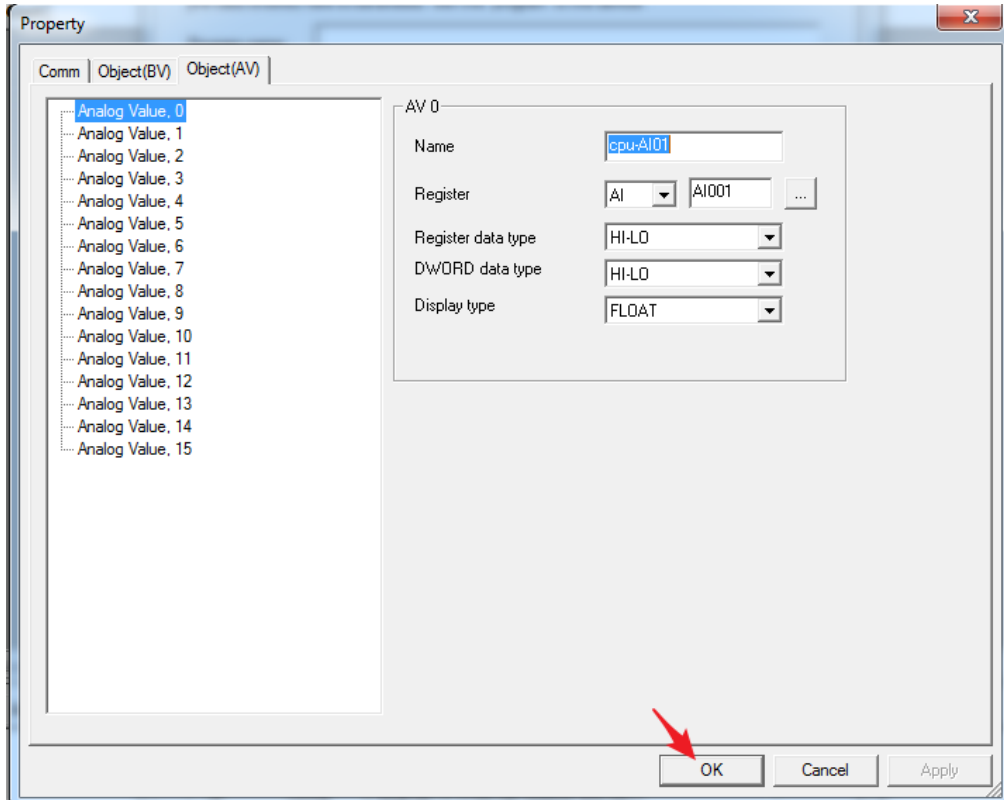 Property
Comm
Object(BV)
Object(AV)
Analog Value, 0
Analog Value, 1
Analog Value, 2
Analog Value, 3
Analog Value, 4
Analog Value, 5
Analog Value, 6
Analog Value, 7
Analog Value, 8
Analog Value, 9
Analog Value, 10
Analog Value, 11
Analog Value, 12
Analog Value, 13
Analog Value, 14
Analog Value, 15
AV 0
Name cpu-AI01
Register AI AI001 ...
Register data type HI-LO
DWORD data type HI-LO
Display type FLOAT
OK Cancel Apply